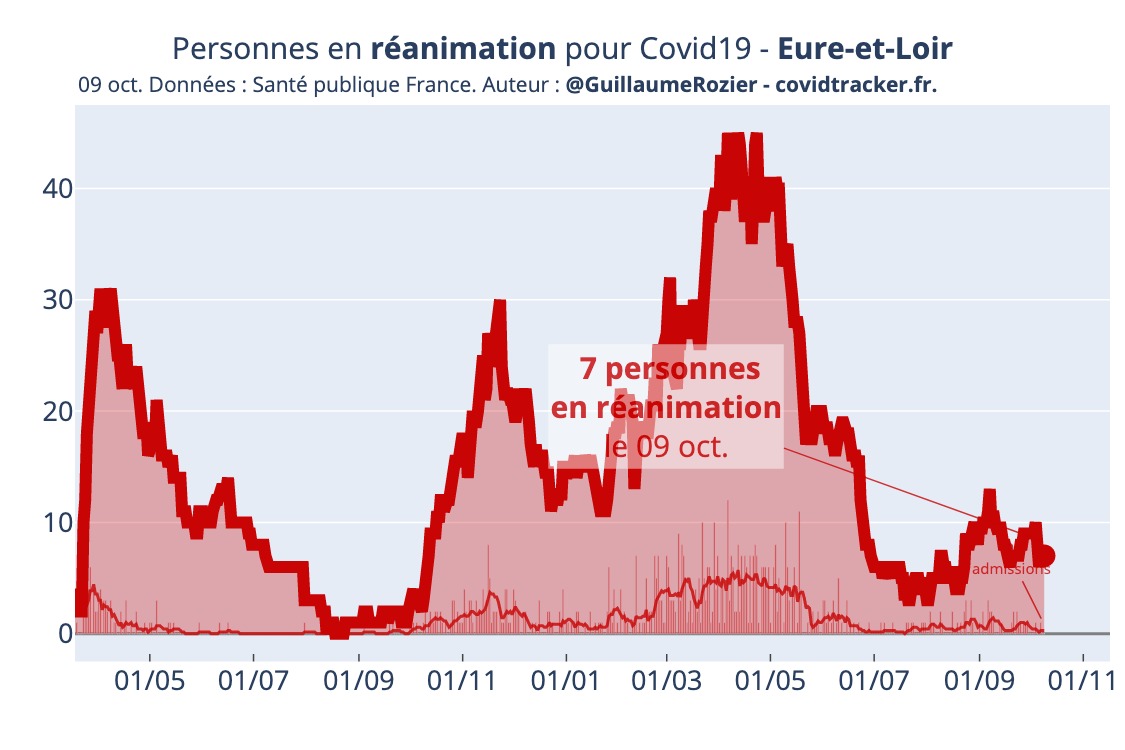 Personnes en réanimation pour Covid19 - Eure-et-Loir
09 oct. Données : Santé publique France. Auteur : @GuillaumeRozier - covidtracker.fr.
40
30
20
10
0
7 personnes
en réanimation
le 09 oct.
admissions
01/05 01/07 01/09 01/11 01/01 01/03 01/05 01/07 01/09 01/11